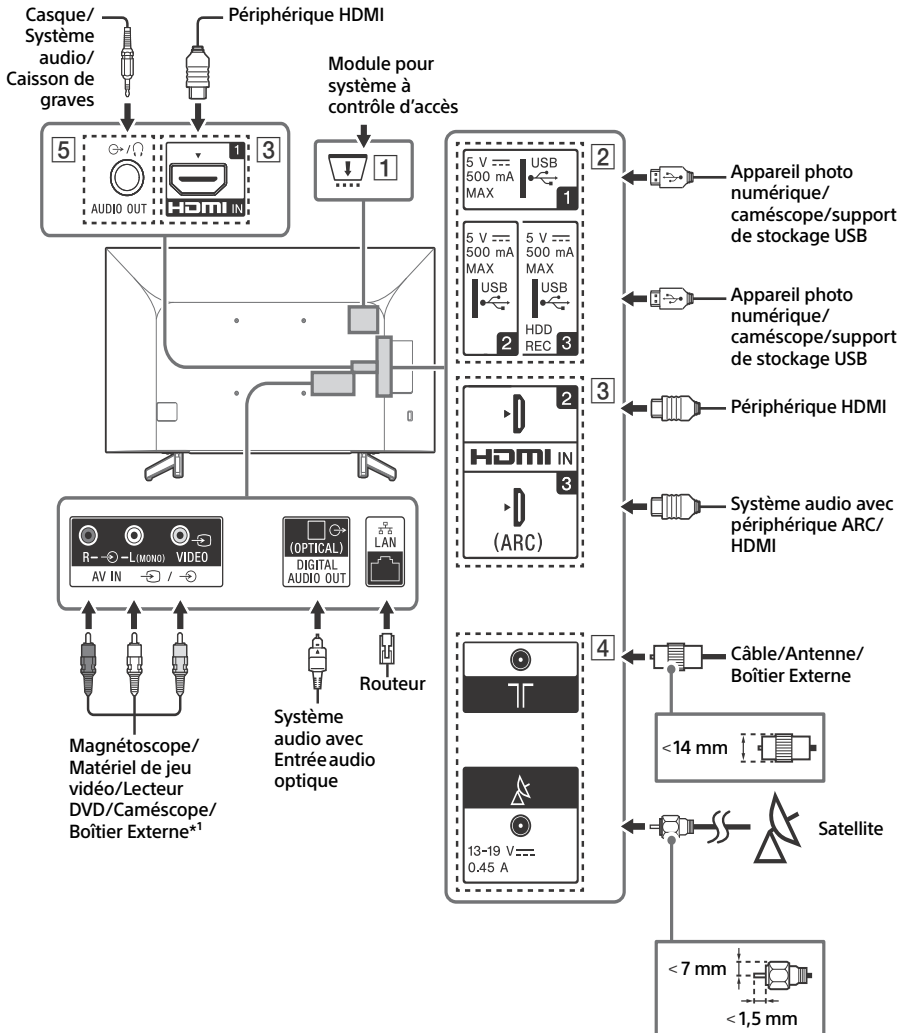 Casque/
Système
audio/
Caisson de
graves
Périphérique HDMI
Module pour
système à
contrôle d'accès
5
AUDIO OUT
1
HDMI IN
3
1
2
5 V
500 mA
MAX
USB
1
5 V
500 mA
MAX
USB
2
5 V
500 mA
MAX
USB
HDD
REC 3
Appareil photo
numérique/
caméscope/support
de stockage USB
Appareil photo
numérique/
caméscope/support
de stockage USB
3
2
HDMI IN
3
(ARC)
Périphérique HDMI
Système audio avec
périphérique ARC/
HDMI
R L(MONO) VIDEO
AV IN /
(OPTICAL)
DIGITAL
AUDIO OUT
LAN
Magnétoscope/
Matériel de jeu
vidéo/Lecteur
DVD/Caméscope/
Boîtier Externe*1
Système
audio avec
Entrée audio
optique
Routeur
4
Câble/Antenne/
Boîtier Externe
<14 mm
13-19 V
0.45 A
Satellite
<7 mm
<1,5 mm